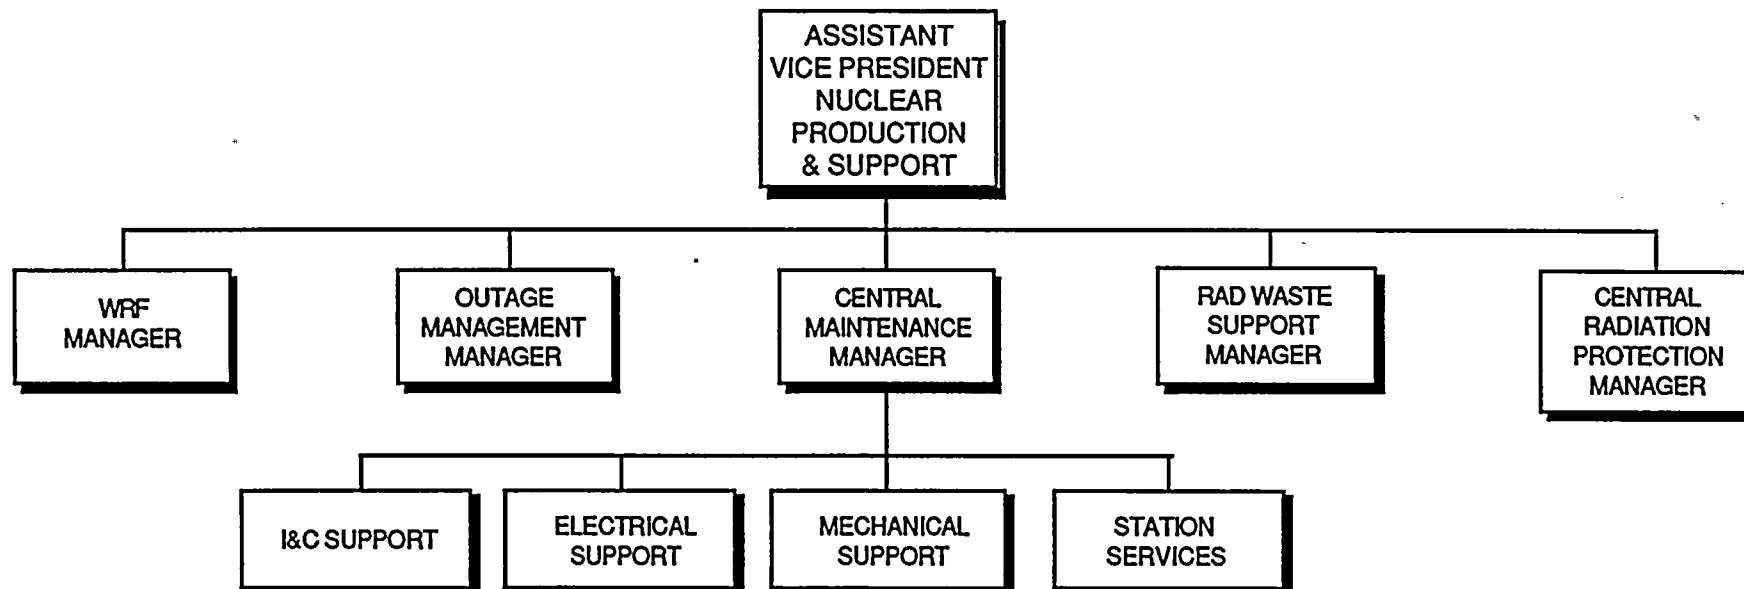 ASSISTANT
VICE PRESIDENT
NUCLEAR
PRODUCTION
& SUPPORT
WRF
MANAGER
OUTAGE
MANAGEMENT
MANAGER
CENTRAL
MAINTENANCE
MANAGER
RAD WASTE
SUPPORT
MANAGER
CENTRAL
RADIATION
PROTECTION
MANAGER
I&C SUPPORT
ELECTRICAL
SUPPORT
MECHANICAL
SUPPORT
STATION
SERVICES